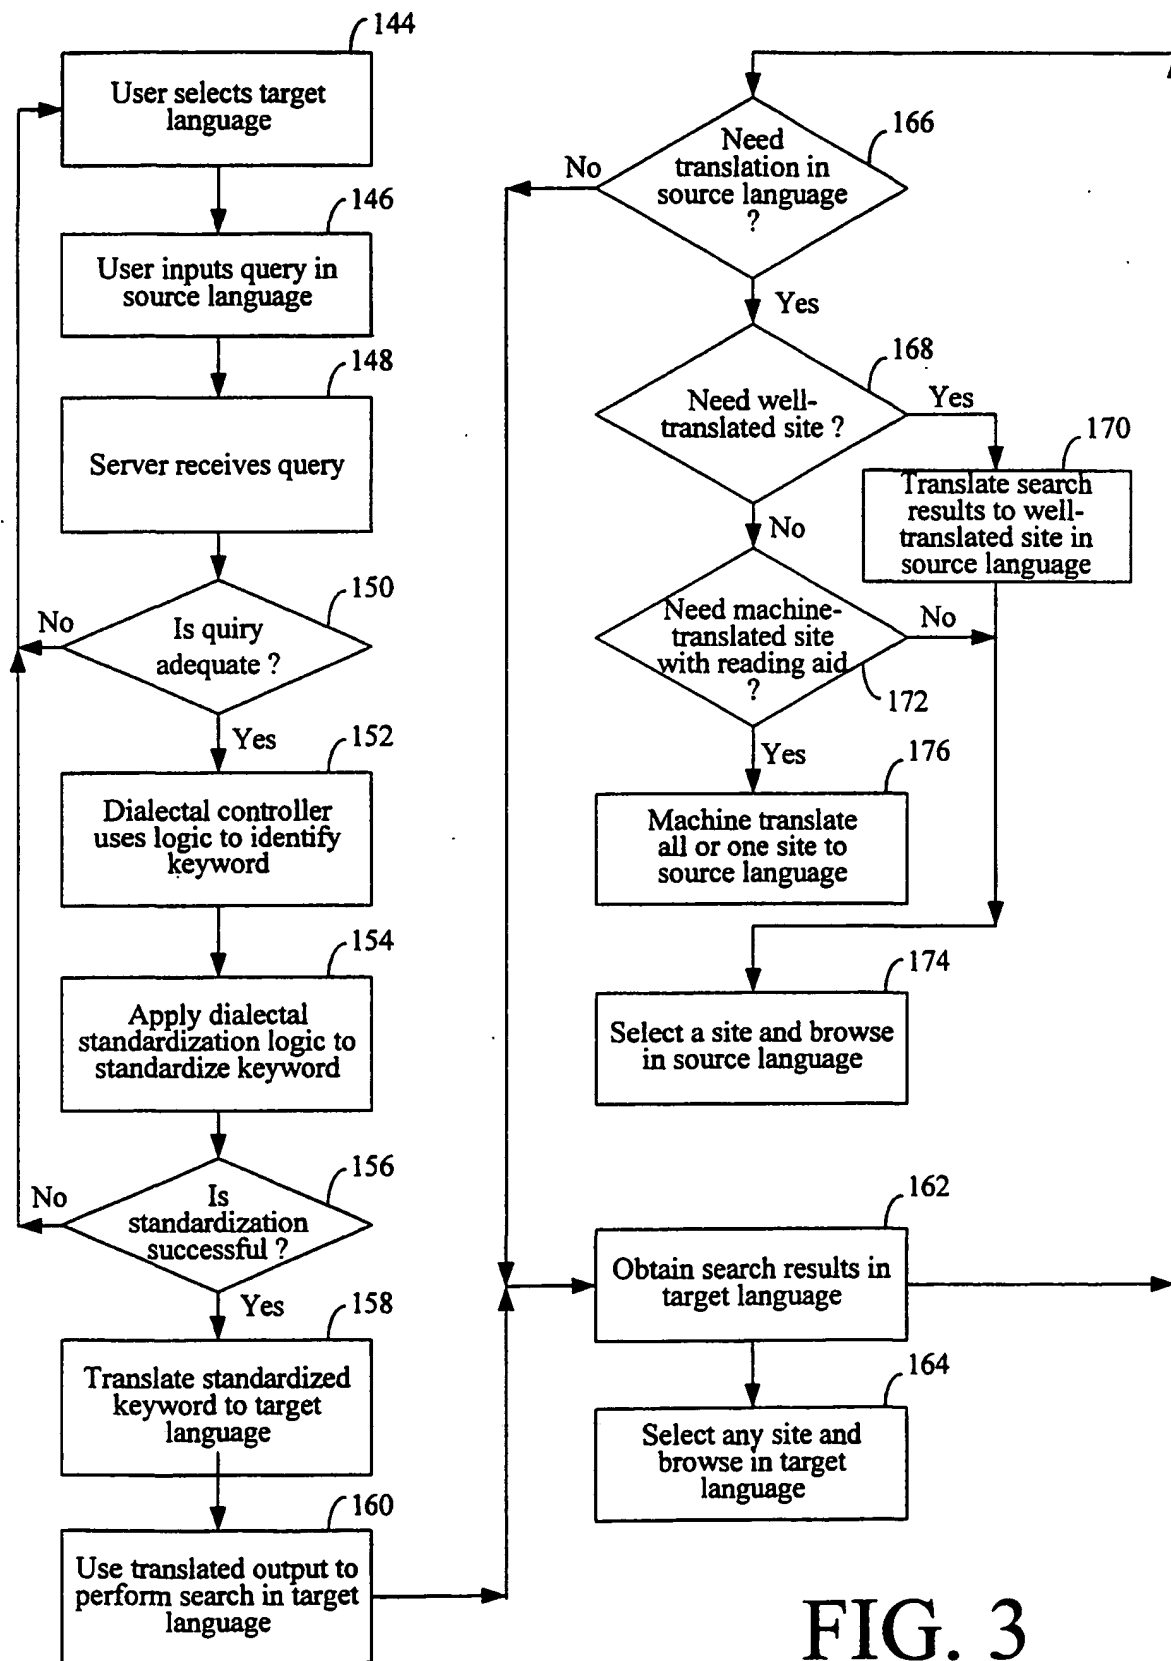 144
User selects target
language
146
User inputs query in
source language
148
Server receives query
150
Is quiry
adequate ?
No
Yes
152
Dialectal controller
uses logic to identify
keyword
154
Apply dialectal
standardization logic to
standardize keyword
156
Is
standardization
successful ?
No
Yes
158
Translate standardized
keyword to target
language
160
Use translated output to
perform search in target
language
166
Need
translation in
source language
?
No
Yes
168
Need well-
translated site ?
Yes
No
170
Translate search
results to well-
translated site in
source language
Need machine-
translated site
with reading aid
?
No
172
Yes
176
Machine translate
all or one site to
source language
174
Select a site and browse
in source language
162
Obtain search results in
target language
164
Select any site and
browse in target
language
FIG. 3